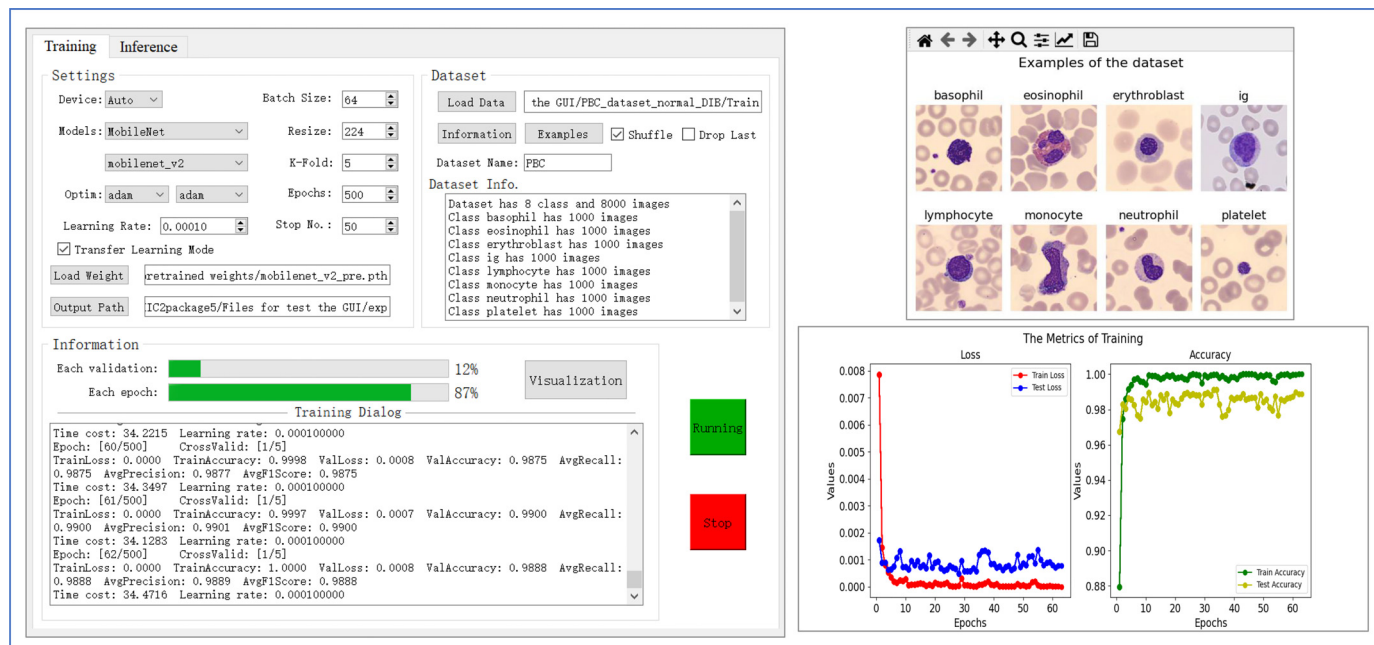 Training Inference
Settings
Device: Auto Batch Size: 64
Models: MobileNet Resize: 224
mobilenet_v2 K-Fold: 5
Optim: adam adam Epochs: 500
Learning Rate: 0.00010 Stop No.: 50
Transfer Learning Mode
Load Weight retrained weights/mobilenet_v2_pre.pth
Output Path IC2package5/Files for test the GUI/exp
Dataset
Load Data the GUI/PBC_dataset_normal_DIB/Train
Information Examples Shuffle Drop Last
Dataset Name: PBC
Dataset Info.
Dataset has 8 class and 8000 images
Class basophil has 1000 images
Class eosinophil has 1000 images
Class erythroblast has 1000 images
Class ig has 1000 images
Class lymphocyte has 1000 images
Class monocyte has 1000 images
Class neutrophil has 1000 images
Class platelet has 1000 images
Information
Each validation: 12%
Each epoch: 87%
Visualization
Training Dialog
Time cost: 34.2215 Learning rate: 0.000100000
Epoch: [60/500] CrossValid: [1/5]
TrainLoss: 0.0000 TrainAccuracy: 0.9998 ValLoss: 0.0008 ValAccuracy: 0.9875 AvgRecall:
0.9875 AvgPrecision: 0.9877 AvgF1Score: 0.9875
Time cost: 34.3497 Learning rate: 0.000100000
Epoch: [61/500] CrossValid: [1/5]
TrainLoss: 0.0000 TrainAccuracy: 0.9997 ValLoss: 0.0007 ValAccuracy: 0.9900 AvgRecall:
0.9900 AvgPrecision: 0.9901 AvgF1Score: 0.9900
Time cost: 34.1283 Learning rate: 0.000100000
Epoch: [62/500] CrossValid: [1/5]
TrainLoss: 0.0000 TrainAccuracy: 1.0000 ValLoss: 0.0008 ValAccuracy: 0.9888 AvgRecall:
0.9888 AvgPrecision: 0.9889 AvgF1Score: 0.9888
Time cost: 34.4716 Learning rate: 0.000100000
Running
Stop
Examples of the dataset
basophil eosinophil erythroblast ig
lymphocyte monocyte neutrophil platelet
The Metrics of Training
Loss
Train Loss
Test Loss
Values
0.008
0.007
0.006
0.005
0.004
0.003
0.002
0.001
0.000
0 10 20 30 40 50 60
Epochs
Accuracy
Values
1.00
0.98
0.96
0.94
0.92
0.90
0.88
Train Accuracy
Test Accuracy
0 10 20 30 40 50 60
Epochs